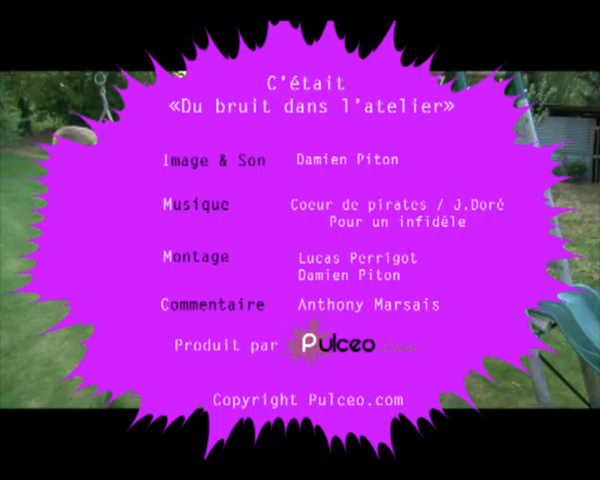 C'était
«Du bruit dans l'atelier»
Image & Son Damien Piton
Musique Coeur de pirates / J.Doré
Pour un infidèle
Montage Lucas Perrigot
Damien Piton
Commentaire Anthony Marsais
Produit par Pulceo
Copyright Pulceo.com